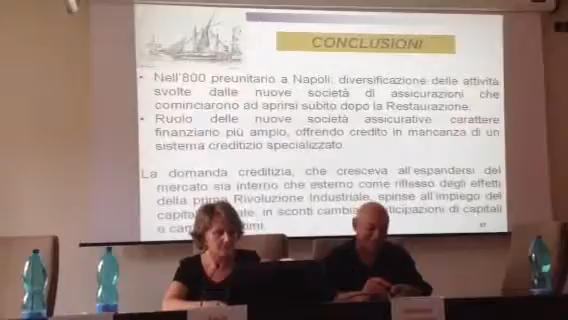 CONCLUSIONI
• Nell'800 preunitario a Napoli: diversificazione delle attività
svolte dalle nuove società di assicurazioni che
cominciarono ad aprirsi subito dopo la Restaurazione.
• Ruolo delle nuove società assicurative carattere
finanziario più ampio, offrendo credito in mancanza di un
sistema creditizio specializzato.
La domanda creditizia, che cresceva all'espandersi del
mercato sia interno che esterno come riflesso degli effetti
della prima Rivoluzione Industriale, spinse all'impiego del
in sconti di capitali